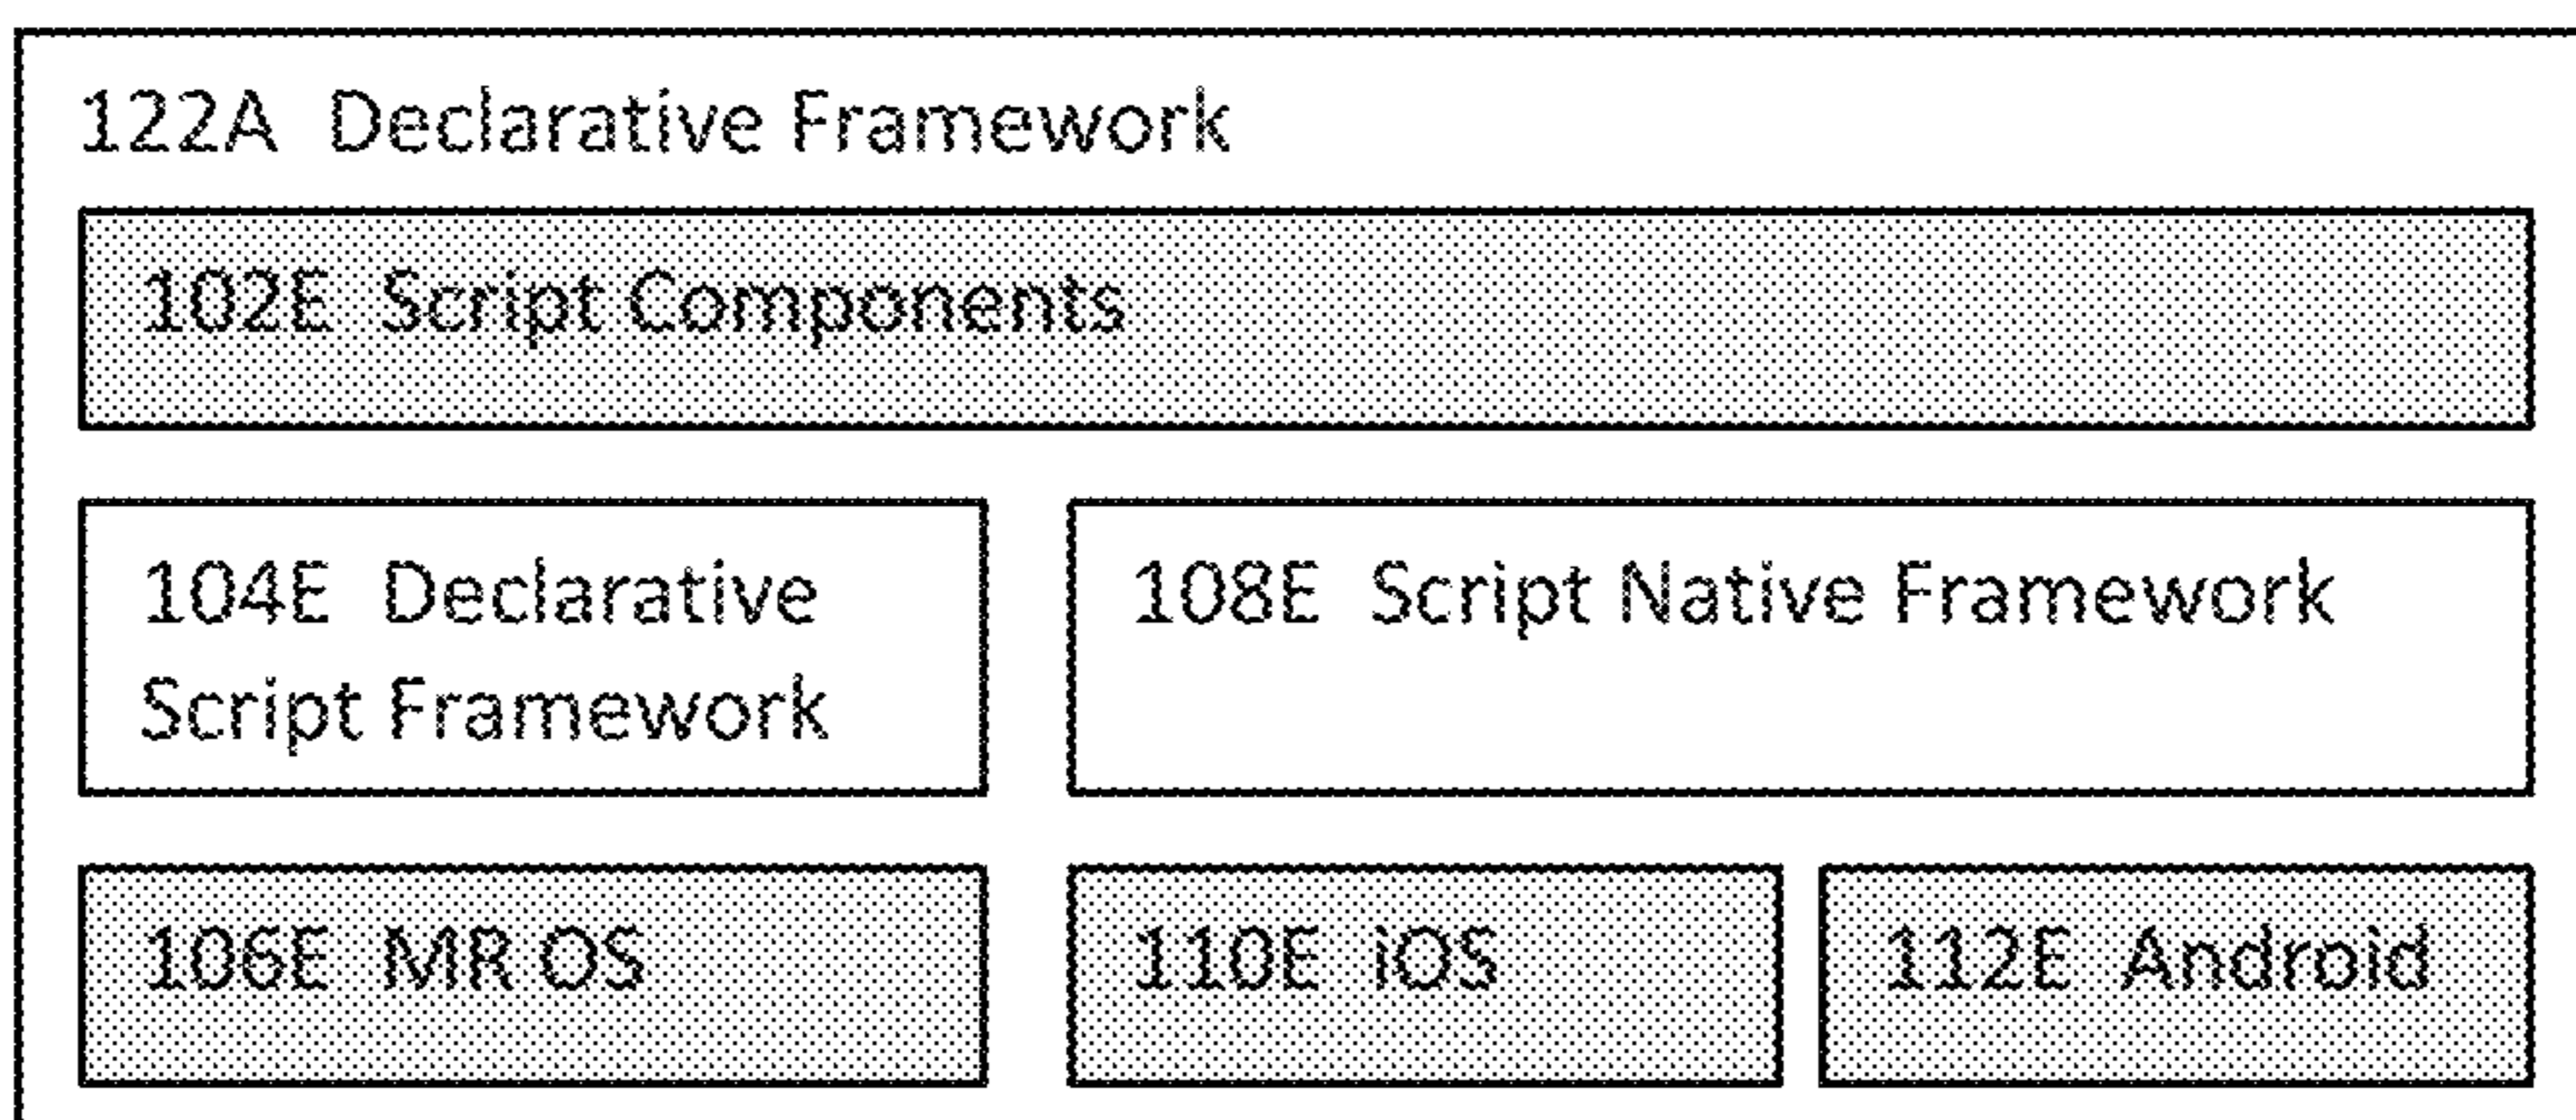 122A Declarative Framework
102E Script Components
104E Declarative
Script Framework
108E Script Native Framework
106E MR OS
110E iOS
112E Android